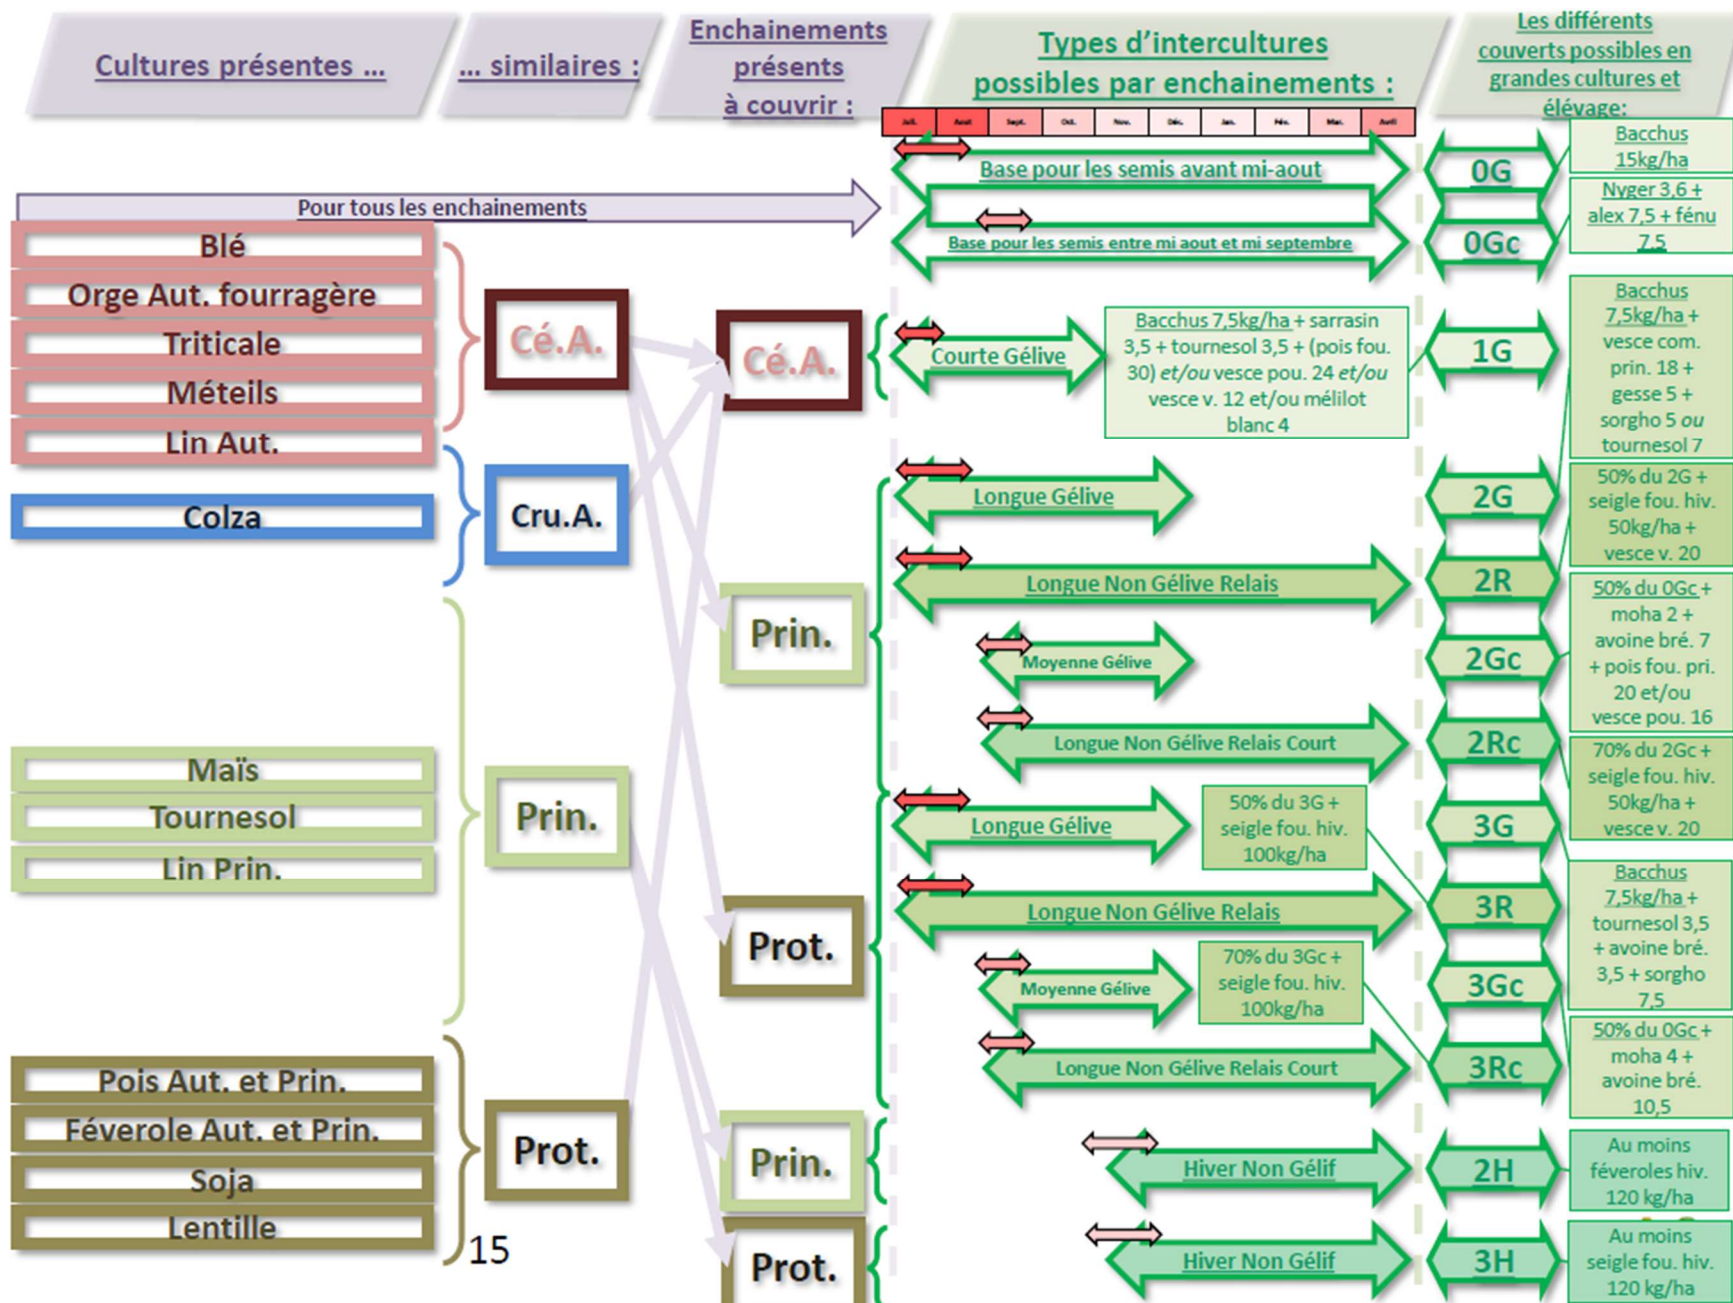 Cultures présentes ...
... similaires :
Enchainements
présents
à couvrir :
Types d’intercultures
possibles par enchainements :
Les différents
couverts possibles en
grandes cultures et
élévage:
Juil.
Aout
Sept.
Oct.
Nov.
Déc.
Jan.
Fév.
Mar.
Avril
Pour tous les enchainements
Base pour les semis avant mi-aout
0G
Bacchus
15kg/ha
Base pour les semis entre mi aout et mi septembre
0Gc
Nyger 3,6 +
alex 7,5 + fénu
7.5
Blé
Orge Aut. fourragère
Triticale
Méteils
Lin Aut.
Colza
Maïs
Tournesol
Lin Prin.
Pois Aut. et Prin.
Féverole Aut. et Prin.
Soja
Lentille
15
Cé.A.
Cru.A.
Prin.
Prot.
Cé.A.
Prin.
Prot.
Prin.
Prot.
Courte Gélive
Bacchus 7,5kg/ha + sarrasin
3,5 + tournesol 3,5 + (pois fou.
30) et/ou vesce pou. 24 et/ou
vesce v. 12 et/ou mélilot
blanc 4
1G
Longue Gélive
2G
Bacchus
7,5kg/ha +
vesce com.
prin. 18 +
gesse 5 +
sorgho 5 ou
tournesol 7
Longue Non Gélive Relais
2R
50% du 2G +
seigle fou. hiv.
50kg/ha +
vesce v. 20
Moyenne Gélive
2Gc
50% du 0Gc +
moha 2 +
avoine bré. 7
+ pois fou. pri.
20 et/ou
vesce pou. 16
Longue Non Gélive Relais Court
2Rc
70% du 2Gc +
seigle fou. hiv.
50kg/ha +
vesce v. 20
Longue Gélive
50% du 3G +
seigle fou. hiv.
100kg/ha
3G
Bacchus
7,5kg/ha +
tournesol 3,5
+ avoine bré.
3,5 + sorgho
7,5
Longue Non Gélive Relais
3R
Moyenne Gélive
70% du 3Gc +
seigle fou. hiv.
100kg/ha
3Gc
50% du 0Gc +
moha 4 +
avoine bré.
10,5
Longue Non Gélive Relais Court
3Rc
Hiver Non Gélif
2H
Au moins
féveroles hiv.
120 kg/ha
Hiver Non Gélif
3H
Au moins
seigle fou. hiv.
120 kg/ha